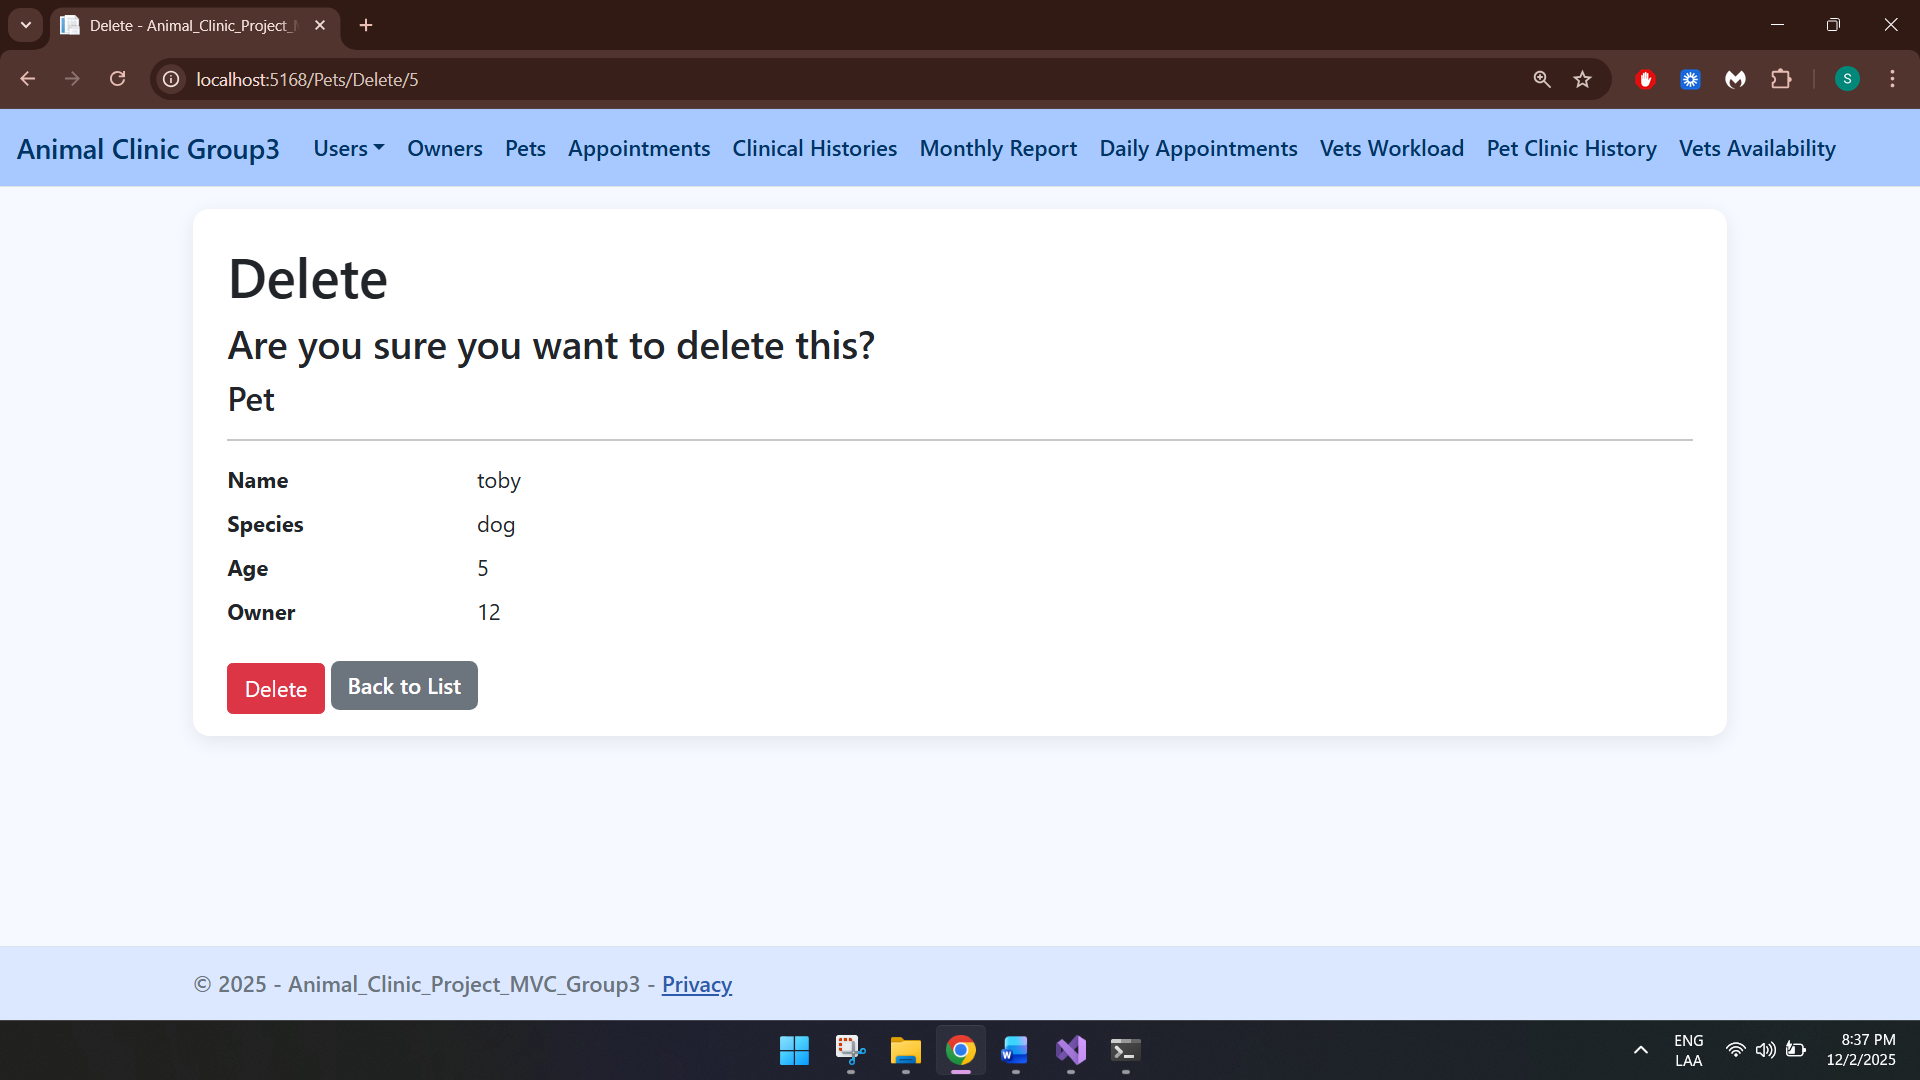 Delete - Animal_Clinic_Project_
localhost:5168/Pets/Delete/5
S
Animal Clinic Group3 Users Owners Pets Appointments Clinical Histories Monthly Report Daily Appointments Vets Workload Pet Clinic History Vets Availability
Delete
Are you sure you want to delete this?
Pet
Name toby
Species dog
Age 5
Owner 12
Delete Back to List
© 2025 - Animal_Clinic_Project_MVC_Group3 - Privacy
ENG 8:37 PM
LAA 12/2/2025